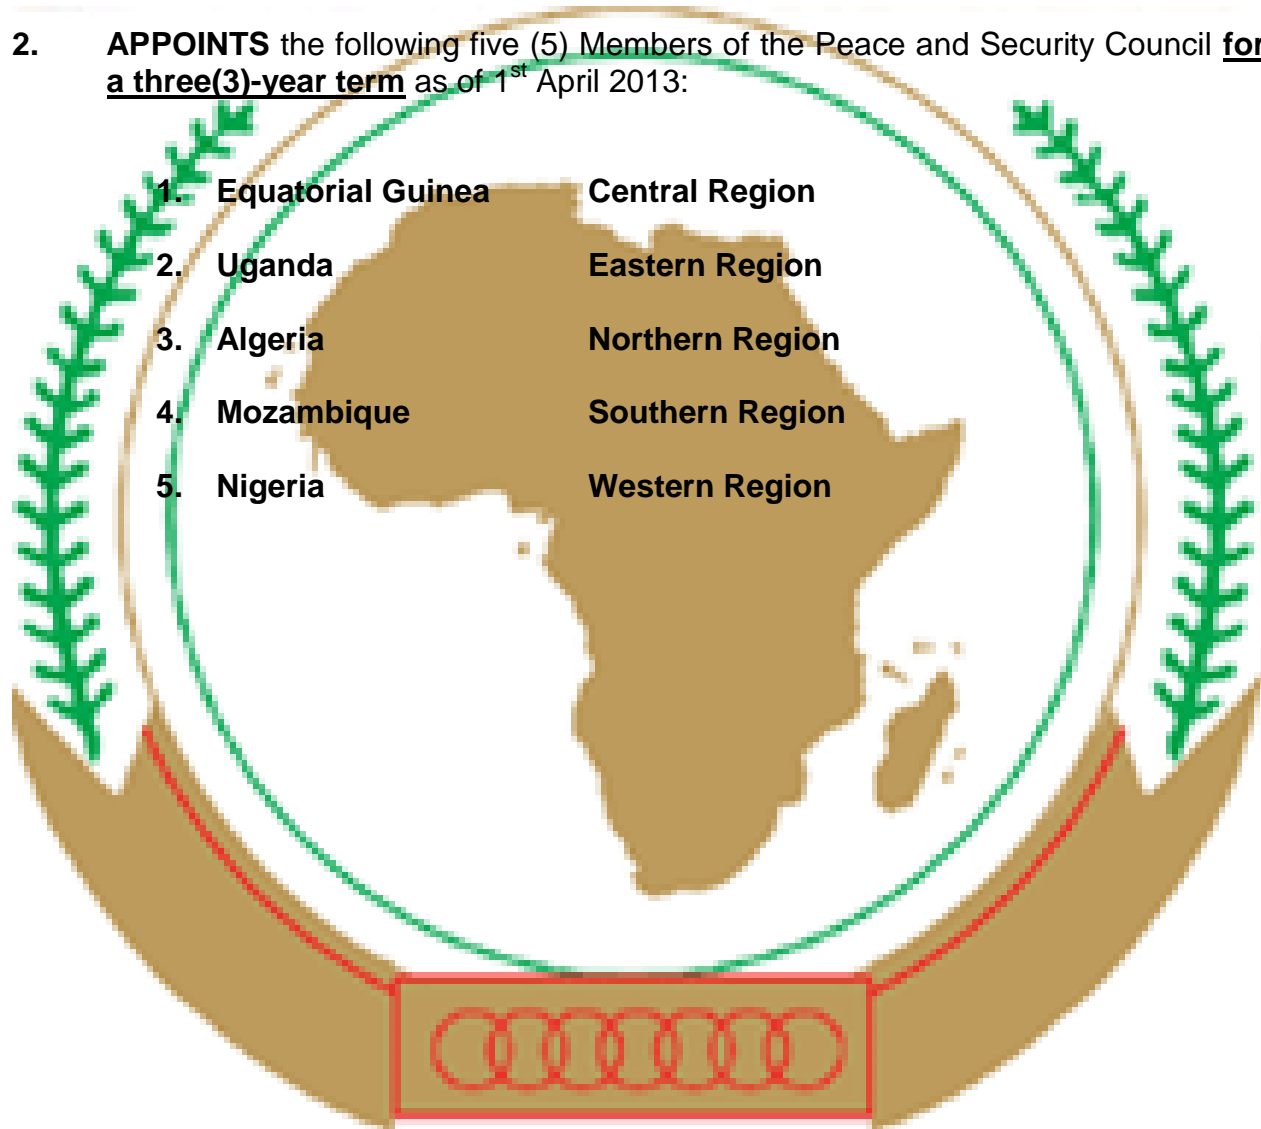 2. APPOINTS the following five (5) Members of the Peace and Security Council for
a three(3)-year term as of 1st April 2013:
1. Equatorial Guinea Central Region
2. Uganda Eastern Region
3. Algeria Northern Region
4. Mozambique Southern Region
5. Nigeria Western Region